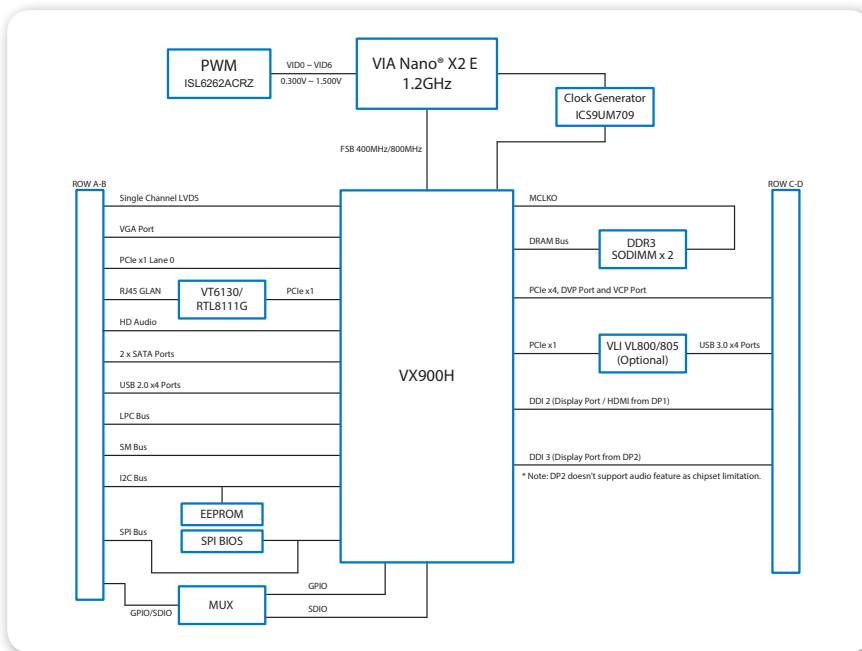 PWM
ISL6262ACRZ
VID0 ~ VID6
0.300V ~ 1.500V
VIA Nano® X2 E
1.2GHz
Clock Generator
ICS9UM709
FSB 400MHz/800MHz
ROW A-B
ROW C-D
Single Channel LVDS
VGA Port
PCIe x1 Lane 0
RJ45 GLAN
VT6130/
RTL8111G
PCIe x1
HD Audio
2 x SATA Ports
USB 2.0 x4 Ports
LPC Bus
SM Bus
I2C Bus
EEPROM
SPI Bus
SPI BIOS
GPIO/SDIO
MUX
GPIO
SDIO
VX900H
MCLKO
DRAM Bus
DDR3
SODIMM x 2
PCIe x4, DVP Port and VCP Port
PCIe x1
VLI VL800/805
(Optional)
USB 3.0 x4 Ports
DDI 2 (Display Port / HDMI from DP1)
DDI 3 (Display Port from DP2)
* Note: DP2 doesn't support audio feature as chipset limitation.